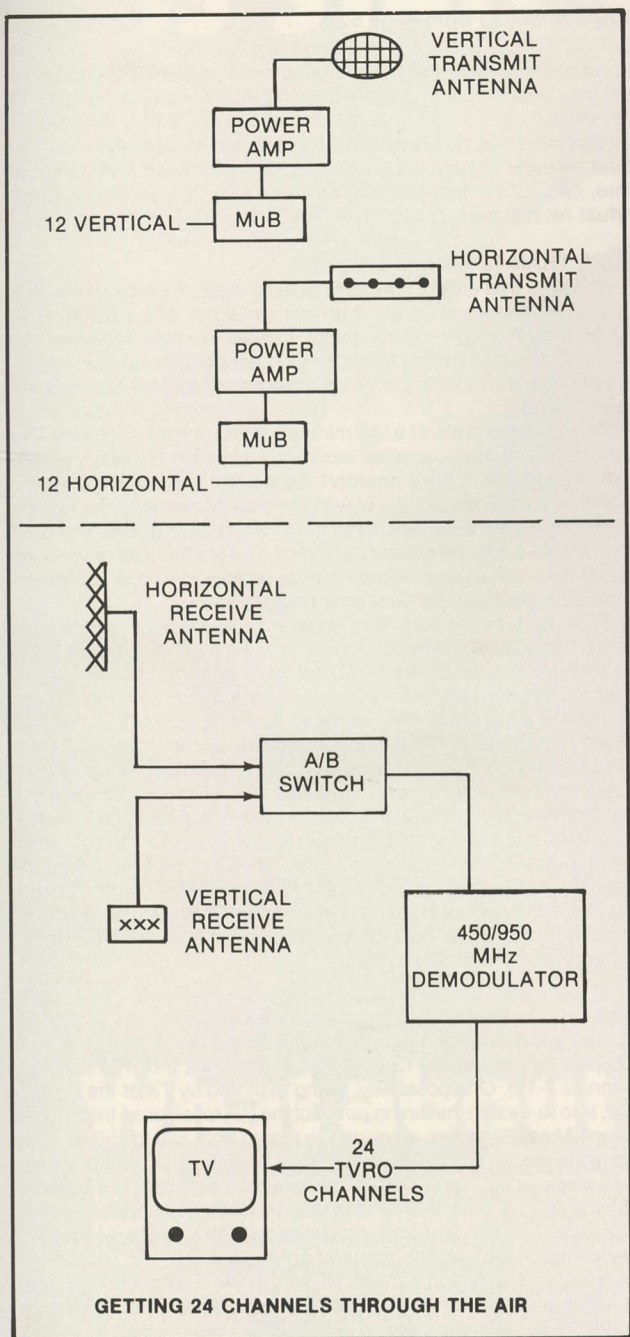 VERTICAL
TRANSMIT
ANTENNA
POWER
AMP
12 VERTICAL
MuB
HORIZONTAL
TRANSMIT
ANTENNA
POWER
AMP
MuB
12 HORIZONTAL
HORIZONTAL
RECEIVE
ANTENNA
A/B
SWITCH
VERTICAL
RECEIVE
ANTENNA
xxx
450/950
MHz
DEMODULATOR
24
TVRO
CHANNELS
TV
GETTING 24 CHANNELS THROUGH THE AIR